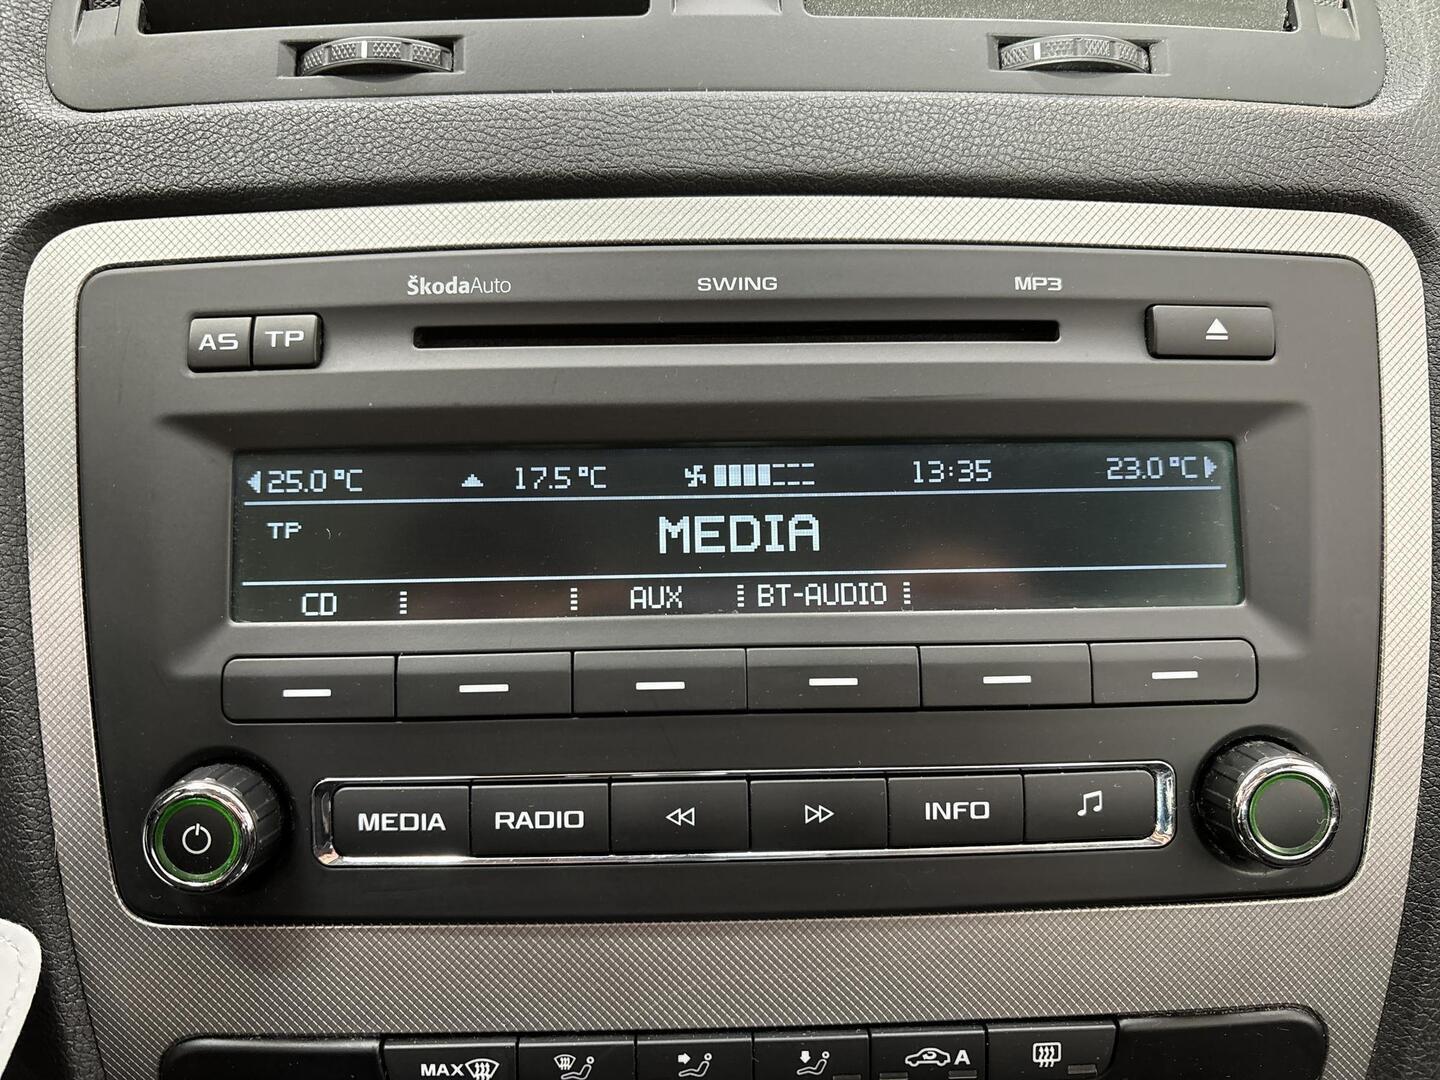 ŠkodaAuto SWING MP3
AS TP
25.0°C 17.5°C 13:35 23.0°C
TP MEDIA
CD AUX BT-AUDIO
MEDIA RADIO INFO
MAX A